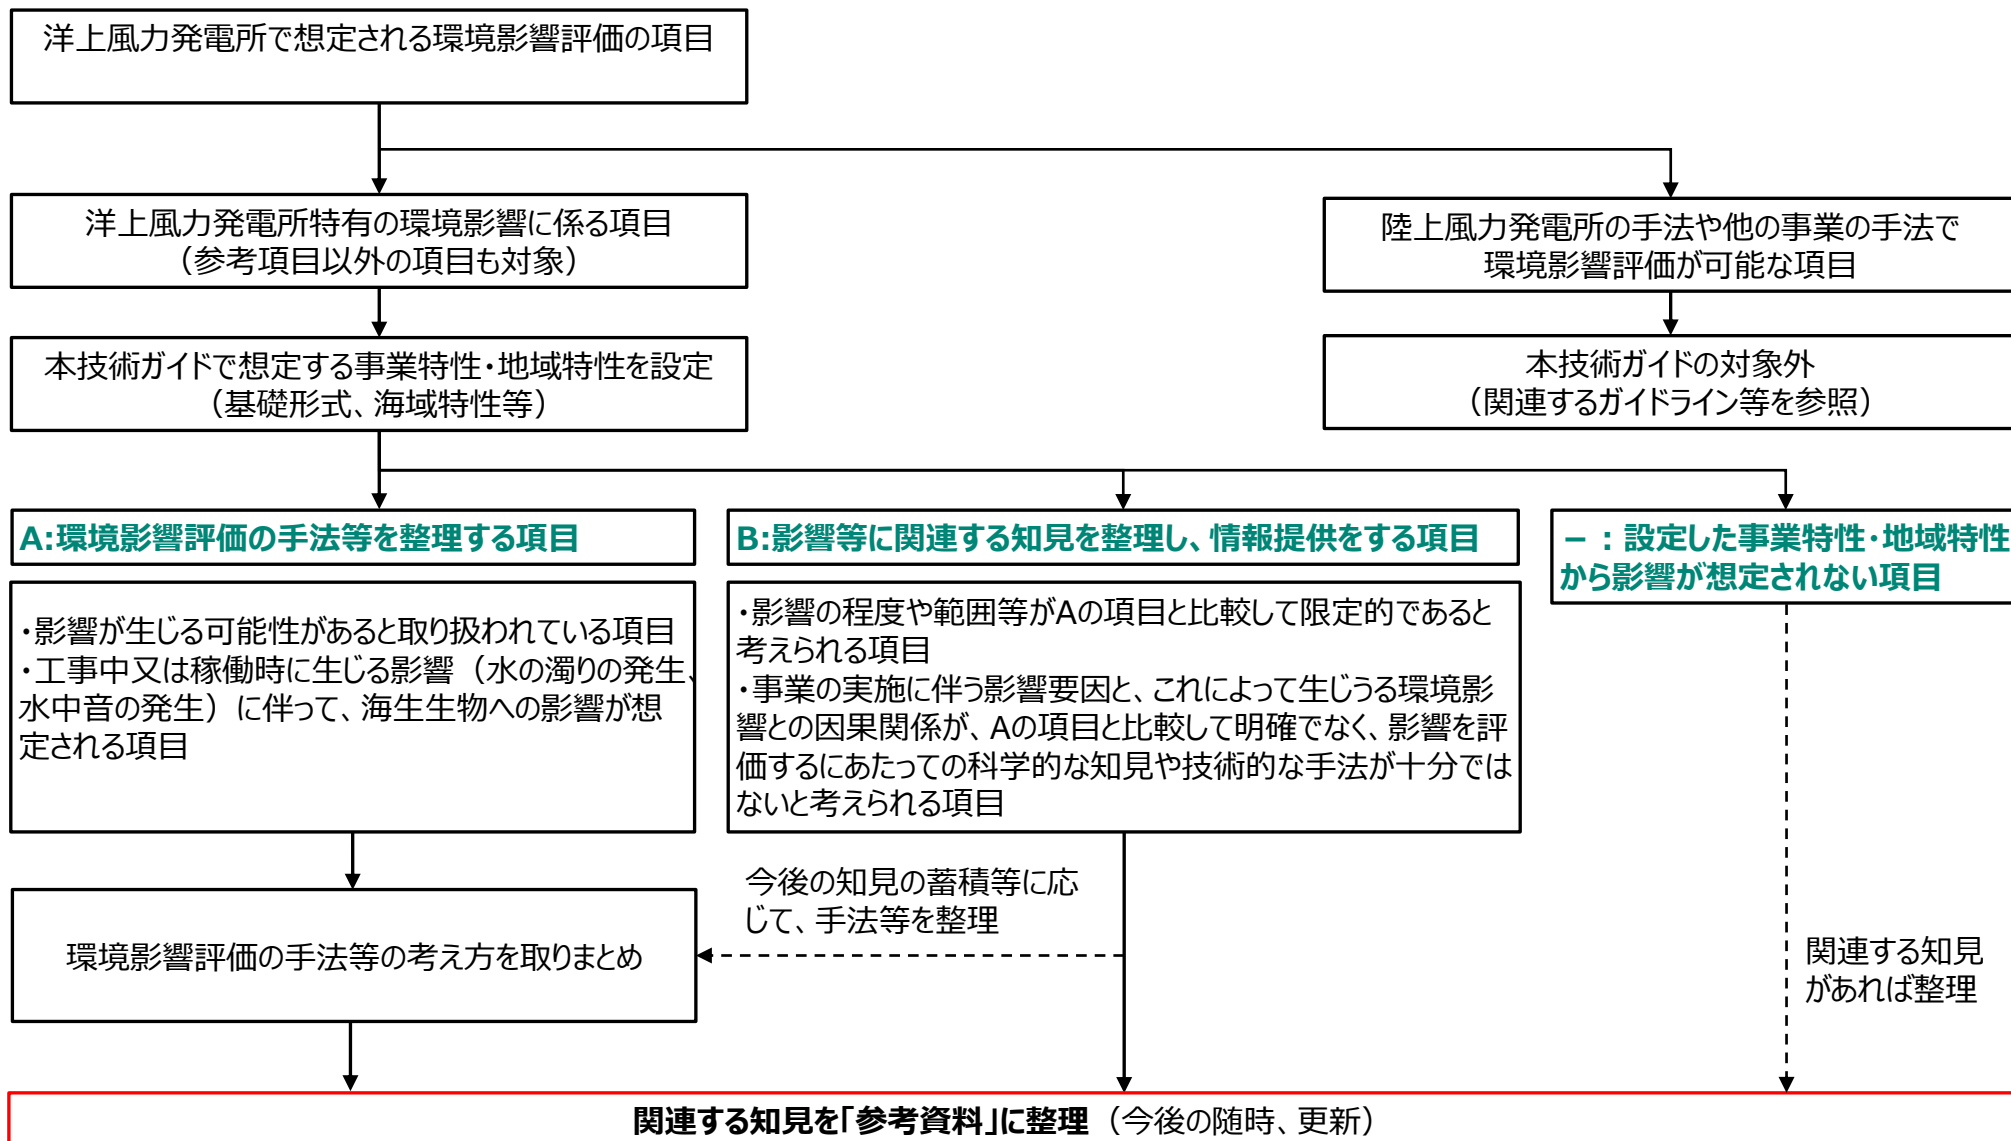 洋上風力発電所で想定される環境影響評価の項目
洋上風力発電所特有の環境影響に係る項目
（参考項目以外の項目も対象）
陸上風力発電所の手法や他の事業の手法で
環境影響評価が可能な項目
本技術ガイドで想定する事業特性・地域特性を設定
（基礎形式、海域特性等）
本技術ガイドの対象外
（関連するガイドライン等を参照）
A:環境影響評価の手法等を整理する項目
B:影響等に関連する知見を整理し、情報提供をする項目
－：設定した事業特性・地域特性
から影響が想定されない項目
・影響が生じる可能性があると取り扱われている項目
・工事中又は稼働時に生じる影響（水の濁りの発生、
水中音の発生）に伴って、海生生物への影響が想
定される項目
・影響の程度や範囲等がAの項目と比較して限定的であると
考えられる項目
・事業の実施に伴う影響要因と、これによって生じうる環境影
響との因果関係が、Aの項目と比較して明確でなく、影響を評
価するにあたっての科学的な知見や技術的な手法が十分では
ないと考えられる項目
今後の知見の蓄積等に応
じて、手法等を整理
環境影響評価の手法等の考え方を取りまとめ
関連する知見
があれば整理
関連する知見を「参考資料」に整理（今後の随時、更新）